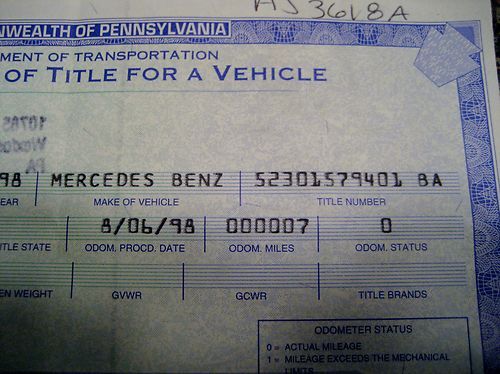 AJ3618A
NWEALTH OF PENNSYLVANIA
MENT OF TRANSPORTATION
OF TITLE FOR A VEHICLE
10785
98 MERCEDES BENZ 52301579401 BA
EAR MAKE OF VEHICLE TITLE NUMBER
8/06/98 000007 0
TLE STATE ODOM. PROCD. DATE ODOM. MILES ODOM. STATUS
EN WEIGHT GVWR GCWR TITLE BRANDS
ODOMETER STATUS
0 = ACTUAL MILEAGE
1 = MILEAGE EXCEEDS THE MECHANICAL
LIMITS